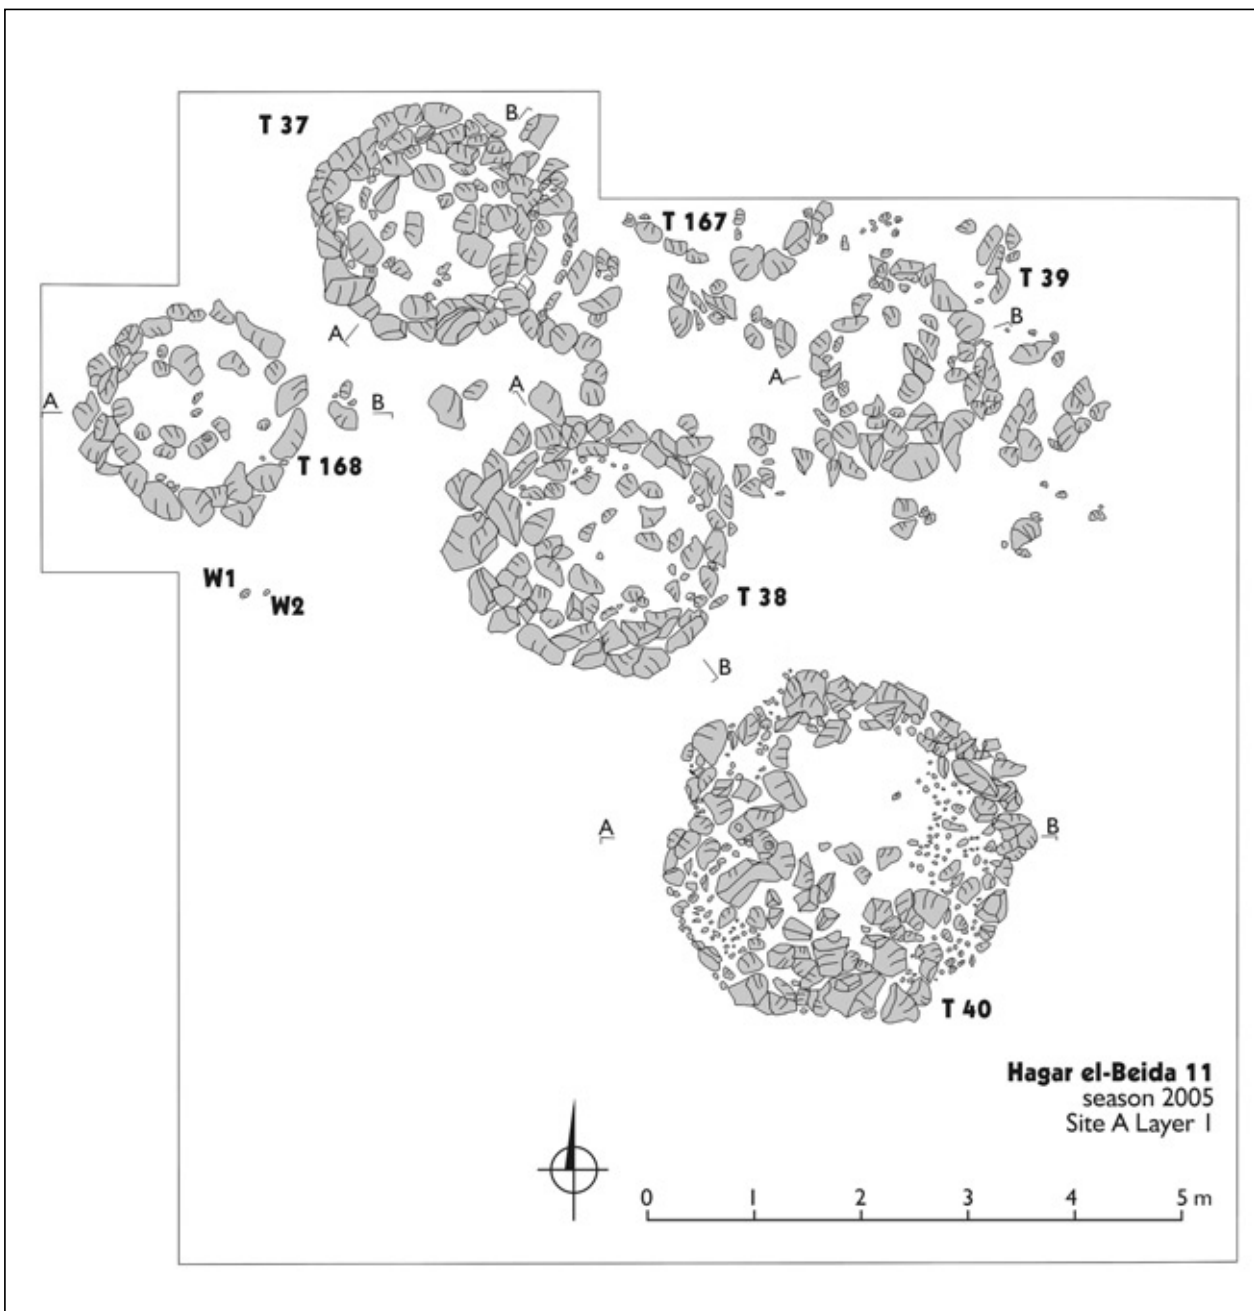 B
T 37
T 167
T 39
B
A
A
A
A
B
T 168
W1
W2
T 38
B
A
B
T 40
Hagar el-Beida 11
season 2005
Site A Layer 1
0 1 2 3 4 5 m